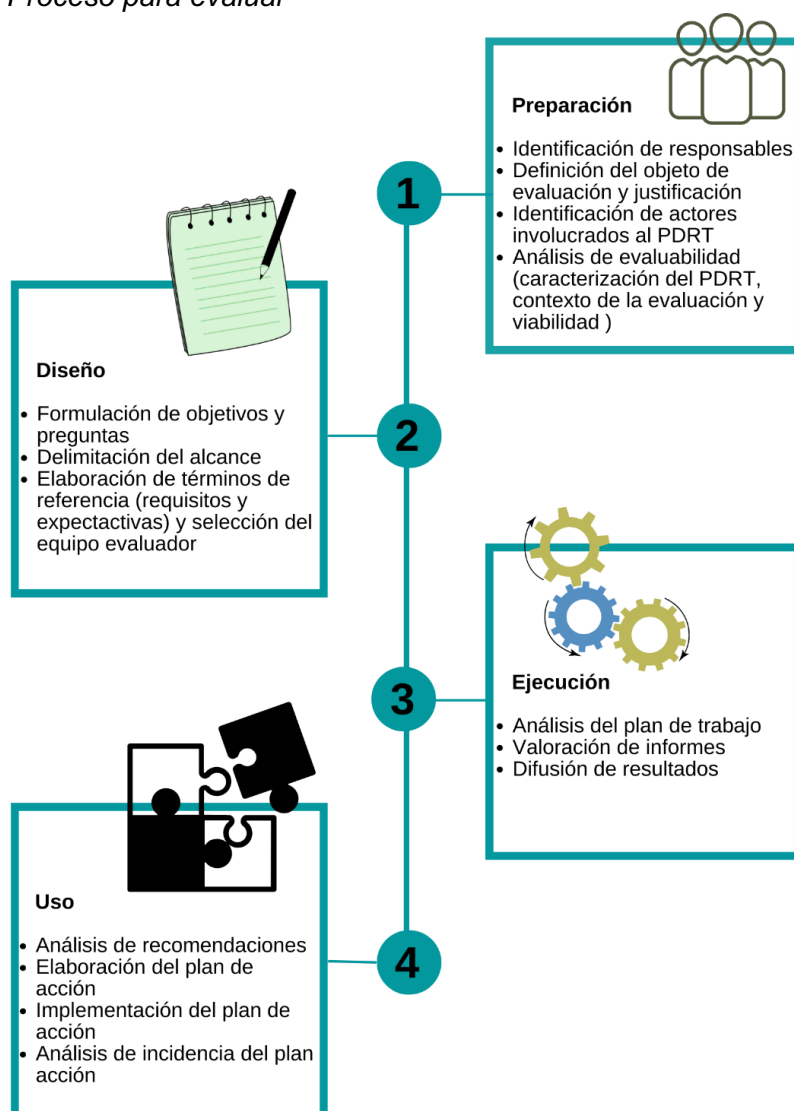 Proceso para evaluar
1
Preparación
• Identificación de responsables
• Definición del objeto de
evaluación y justificación
• Identificación de actores
involucrados al PDRT
• Análisis de evaluabilidad
(caracterización del PDRT,
contexto de la evaluación y
viabilidad )
2
Diseño
• Formulación de objetivos y
preguntas
• Delimitación del alcance
• Elaboración de términos de
referencia (requisitos y
expectactivas) y selección del
equipo evaluador
3
Ejecución
• Análisis del plan de trabajo
• Valoración de informes
• Difusión de resultados
4
Uso
• Análisis de recomendaciones
• Elaboración del plan de
acción
• Implementación del plan de
acción
• Análisis de incidencia del plan
acción